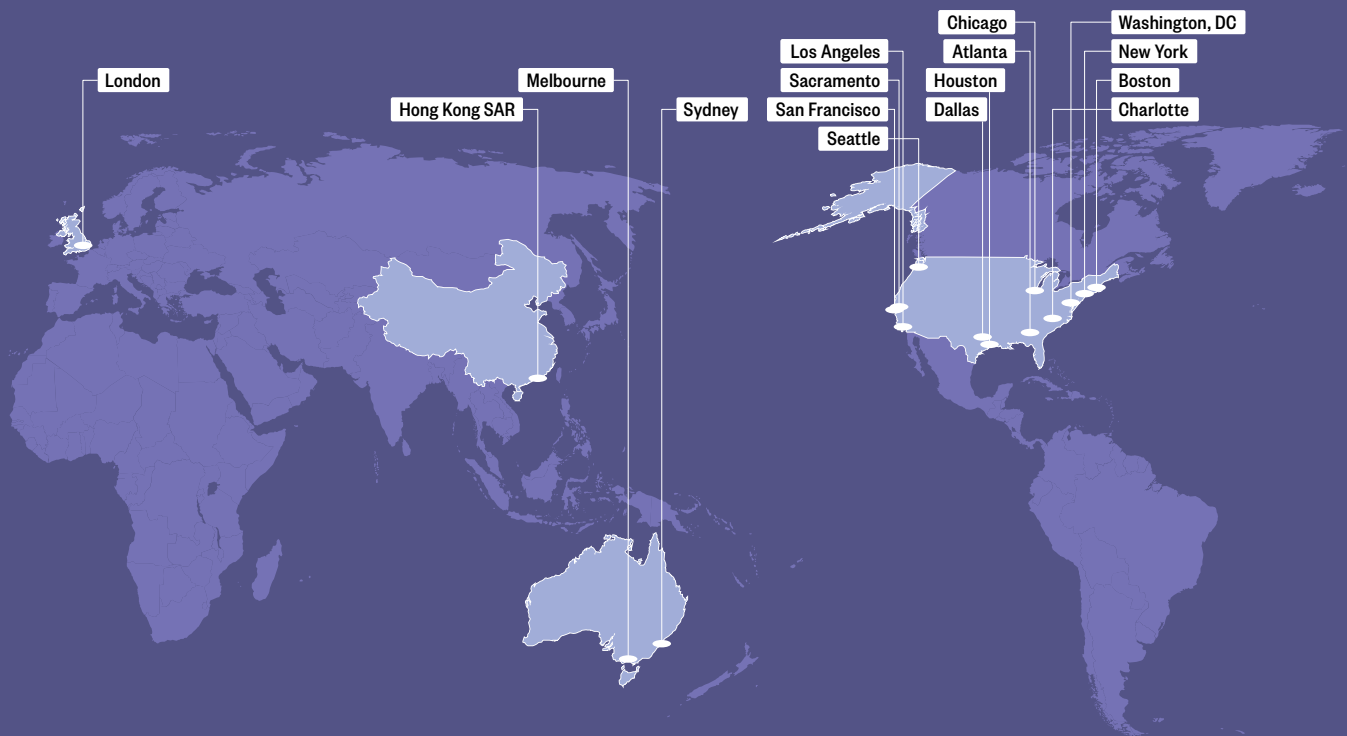 London
Melbourne
Hong Kong SAR
Sydney
Los Angeles
Sacramento
San Francisco
Seattle
Chicago
Atlanta
Houston
Dallas
Washington, DC
New York
Boston
Charlotte